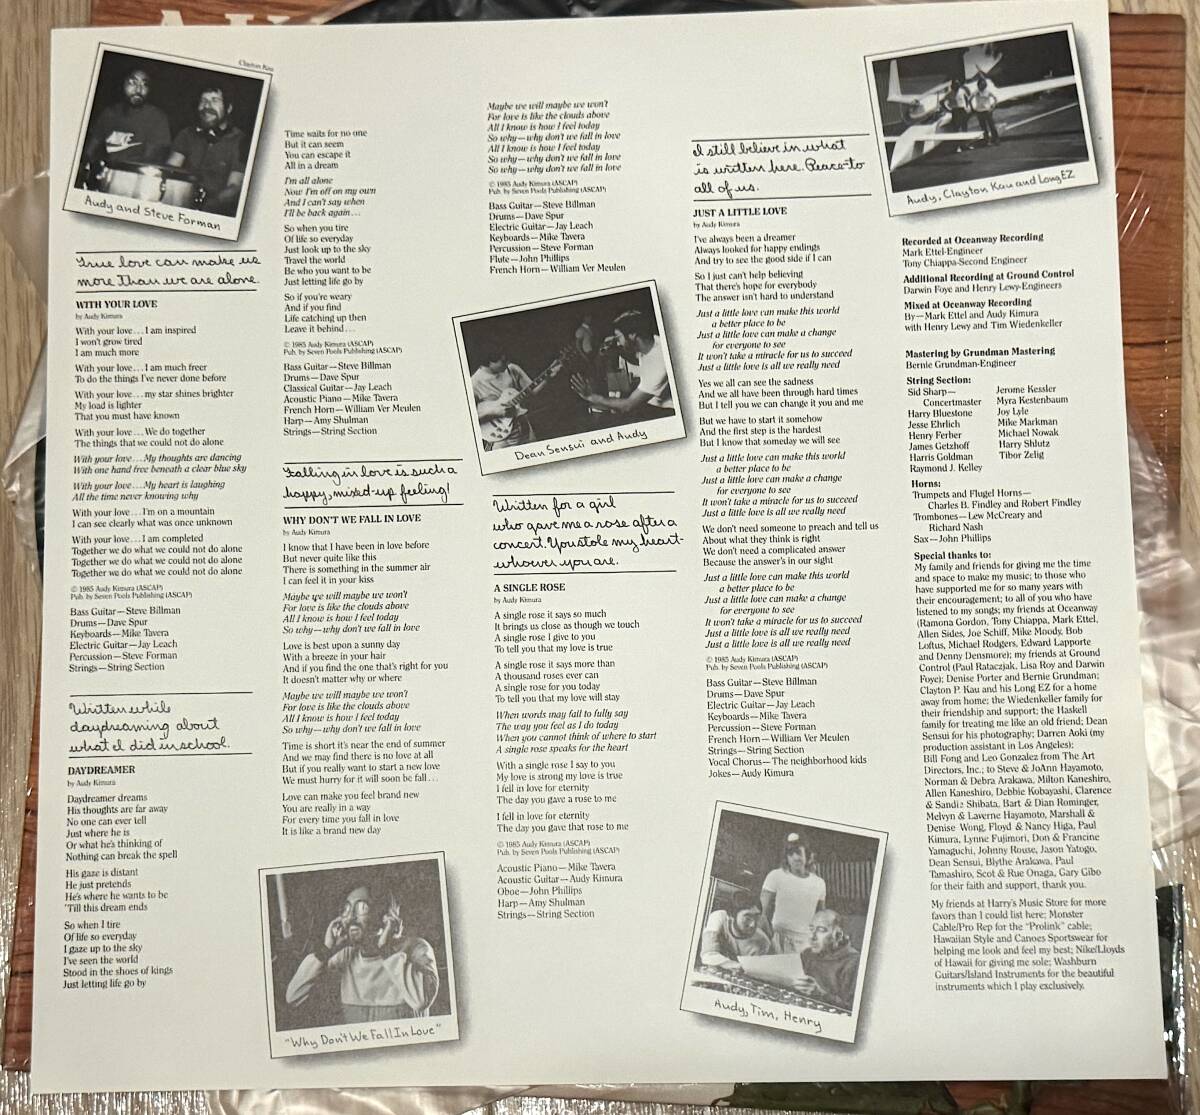 AU
Clayton Kau
NIKE
Audy and Steve Forman
True love can make us
more than we are alone.
WITH YOUR LOVE
by Audy Kimura
With your love... I am inspired
I won't grow tired
I am much more
With your love... I am much freer
To do the things I've never done before
With your love... my star shines brighter
My load is lighter
That you must have known
With your love... We do together
The things that we could not do alone
With your love... My thoughts are dancing
With one hand free beneath a clear blue sky
With your love... My heart is laughing
All the time never knowing why
With your love... I'm on a mountain
I can see clearly what was once unknown
With your love... I am completed
Together we do what we could not do alone
Together we do what we could not do alone
Together we do what we could not do alone
© 1985 Audy Kimura (ASCAP)
Pub. by Seven Pools Publishing (ASCAP)
Bass Guitar—Steve Billman
Drums—Dave Spur
Keyboards—Mike Tavera
Electric Guitar—Jay Leach
Percussion—Steve Forman
Strings—String Section
Written while
daydreaming about
what I did in school.
DAYDREAMER
by Audy Kimura
Daydreamer dreams
His thoughts are far away
No one can ever tell
Just where he is
Or what he's thinking of
Nothing can break the spell
His gaze is distant
He just pretends
He's where he wants to be
'Till this dream ends
So when I tire
Of life so everyday
I gaze up to the sky
I've seen the world
Stood in the shoes of kings
Just letting life go by
Time waits for no one
But it can seem
You can escape it
All in a dream
I'm all alone
Now I'm off on my own
And I can't say when
I'll be back again...
So when you tire
Of life so everyday
Just look up to the sky
Travel the world
Be who you want to be
Just letting life go by
So if you're weary
And if you find
Life catching up then
Leave it behind...
© 1985 Audy Kimura (ASCAP)
Pub. by Seven Pools Publishing (ASCAP)
Bass Guitar—Steve Billman
Drums—Dave Spur
Classical Guitar—Jay Leach
Acoustic Piano—Mike Tavera
French Horn—William Ver Meulen
Harp—Amy Shulman
Strings—String Section
Falling in love is such a
happy, mixed-up feeling!
WHY DON'T WE FALL IN LOVE
by Audy Kimura
I know that I have been in love before
But never quite like this
There is something in the summer air
I can feel it in your kiss
Maybe we will maybe we won't
For love is like the clouds above
All I know is how I feel today
So why—why don't we fall in love
Love is best upon a sunny day
With a breeze in your hair
And if you find the one that's right for you
It doesn't matter why or where
Maybe we will maybe we won't
For love is like the clouds above
All I know is how I feel today
So why—why don't we fall in love
Time is short it's near the end of summer
And we may find there is no love at all
But if you really want to start a new love
We must hurry for it will soon be fall...
Love can make you feel brand new
You are really in a way
For every time you fall in love
It is like a brand new day
"Why Don't We Fall In Love"
Maybe we will maybe we won't
For love is like the clouds above
All I know is how I feel today
So why—why don't we fall in love
All I know is how I feel today
So why—why don't we fall in love
So why—why don't we fall in love
© 1985 Audy Kimura (ASCAP)
Pub. by Seven Pools Publishing (ASCAP)
Bass Guitar—Steve Billman
Drums—Dave Spur
Electric Guitar—Jay Leach
Keyboards—Mike Tavera
Percussion—Steve Forman
Flute—John Phillips
French Horn—William Ver Meulen
Dean Sensui and Audy
Written for a girl
who gave me a rose after a
concert. You stole my heart-
whoever you are.
A SINGLE ROSE
by Audy Kimura
A single rose it says so much
It brings us close as though we touch
A single rose I give to you
To tell you that my love is true
A single rose it says more than
A thousand roses ever can
A single rose for you today
To tell you that my love will stay
When words may fail to fully say
The way you feel as I do today
When you cannot think of where to start
A single rose speaks for the heart
With a single rose I say to you
My love is strong my love is true
I fell in love for eternity
The day you gave a rose to me
I fell in love for eternity
The day you gave that rose to me
© 1985 Audy Kimura (ASCAP)
Pub. by Seven Pools Publishing (ASCAP)
Acoustic Piano—Mike Tavera
Acoustic Guitar—Audy Kimura
Oboe—John Phillips
Harp—Amy Shulman
Strings—String Section
I still believe in what
is written here. Peace-to
all of us.
JUST A LITTLE LOVE
by Audy Kimura
I've always been a dreamer
Always looked for happy endings
And try to see the good side if I can
So I just can't help believing
That there's hope for everybody
The answer isn't hard to understand
Just a little love can make this world
a better place to be
Just a little love can make a change
for everyone to see
It won't take a miracle for us to succeed
Just a little love is all we really need
Yes we all can see the sadness
And we all have been through hard times
But I tell you we can change it you and me
But we have to start it somehow
And the first step is the hardest
But I know that someday we will see
Just a little love can make this world
a better place to be
Just a little love can make a change
for everyone to see
It won't take a miracle for us to succeed
Just a little love is all we really need
We don't need someone to preach and tell us
About what they think is right
We don't need a complicated answer
Because the answer's in our sight
Just a little love can make this world
a better place to be
Just a little love can make a change
for everyone to see
It won't take a miracle for us to succeed
Just a little love is all we really need
Just a little love is all we really need
© 1985 Audy Kimura (ASCAP)
Pub. by Seven Pools Publishing (ASCAP)
Bass Guitar—Steve Billman
Drums—Dave Spur
Electric Guitar—Jay Leach
Keyboards—Mike Tavera
Percussion—Steve Forman
French Horn—William Ver Meulen
Strings—String Section
Vocal Chorus—The neighborhood kids
Jokes—Audy Kimura
Audy, Tim, Henry
Audy, Clayton Kau and Long EZ
Recorded at Oceanway Recording
Mark Ettel-Engineer
Tony Chiappa-Second Engineer
Additional Recording at Ground Control
Darwin Foye and Henry Lewy-Engineers
Mixed at Oceanway Recording
By—Mark Ettel and Audy Kimura
with Henry Lewy and Tim Wiedenkeller
Mastering by Grundman Mastering
Bernie Grundman-Engineer
String Section:
Sid Sharp—
Concertmaster
Harry Bluestone
Jesse Ehrlich
Henry Ferber
James Getzhoff
Harris Goldman
Raymond J. Kelley
Jerome Kessler
Myra Kestenbaum
Joy Lyle
Mike Markman
Michael Nowak
Harry Shlutz
Tibor Zelig
Horns:
Trumpets and Flugel Horns—
Charles B. Findley and Robert Findley
Trombones—Lew McCreary and
Richard Nash
Sax—John Phillips
Special thanks to:
My family and friends for giving me the time
and space to make my music; to those who
have supported me for so many years with
their encouragement; to all of you who have
listened to my songs; my friends at Oceanway
(Ramona Gordon, Tony Chiappa, Mark Ettel,
Allen Sides, Joe Schiff, Mike Moody, Bob
Loftus, Michael Rodgers, Edward Lapporte
and Denny Densmore); my friends at Ground
Control (Paul Rataczjak, Lisa Roy and Darwin
Foye); Denise Porter and Bernie Grundman;
Clayton P. Kau and his Long EZ for a home
away from home; the Wiedenkeller family for
their friendship and support; the Haskell
family for treating me like an old friend; Dean
Sensui for his photography; Darren Aoki (my
production assistant in Los Angeles);
Bill Fong and Leo Gonzalez from The Art
Directors, Inc.; to Steve & JoAnn Hayamoto,
Norman & Debra Arakawa, Milton Kaneshiro,
Allen Kaneshiro, Debbie Kobayashi, Clarence
& Sandie Shibata, Bart & Dian Rominger,
Melvyn & Laverne Hayamoto, Marshall &
Denise Wong, Floyd & Nancy Higa, Paul
Kimura, Lynne Fujimori, Don & Francine
Yamaguchi, Johnny Rouse, Jason Yatogo,
Dean Sensui, Blythe Arakawa, Paul
Tamashiro, Scot & Rue Onaga, Gary Gibo
for their faith and support, thank you.
My friends at Harry's Music Store for more
favors than I could list here; Monster
Cable/Pro Rep for the "Prolink" cable;
Hawaiian Style and Canoes Sportswear for
helping me look and feel my best; Nike/Lloyds
of Hawaii for giving me sole; Washburn
Guitars/Island Instruments for the beautiful
instruments which I play exclusively.